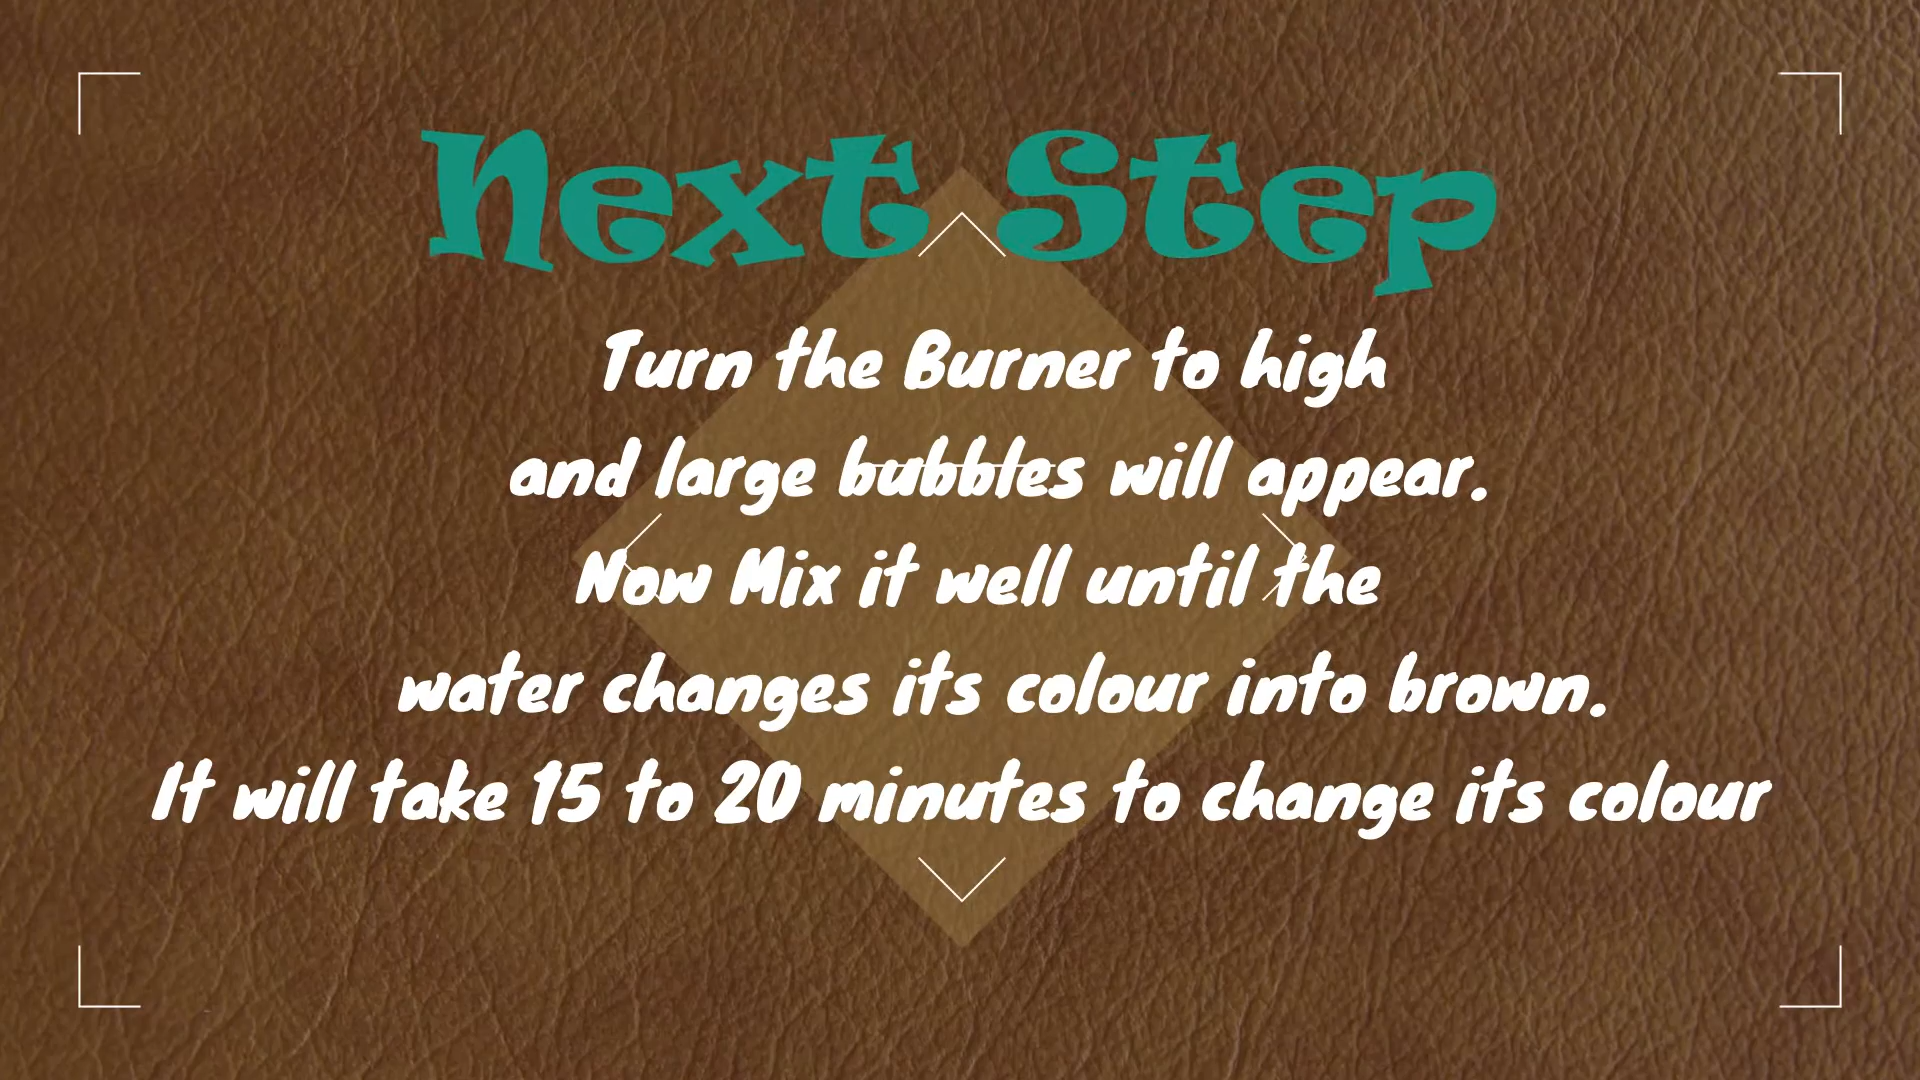 Next Step
Turn the Burner to high
and large bubbles will appear.
Now Mix it well until the
water changes its colour into brown.
It will take 15 to 20 minutes to change its colour